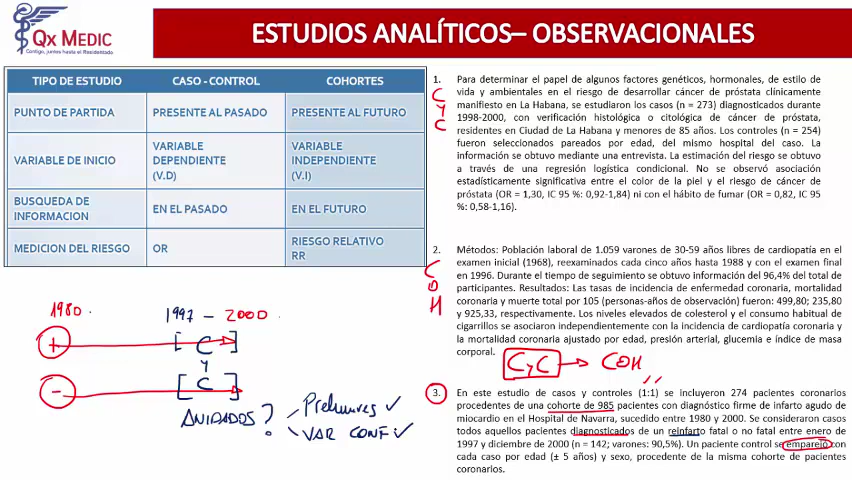 Qx MEDIC
Contigo, juntos hasta el Residentado
ESTUDIOS ANALÍTICOS– OBSERVACIONALES
TIPO DE ESTUDIO CASO - CONTROL COHORTES
PUNTO DE PARTIDA PRESENTE AL PASADO PRESENTE AL FUTURO
VARIABLE DE INICIO VARIABLE DEPENDIENTE (V.D) VARIABLE INDEPENDIENTE (V.I)
BUSQUEDA DE INFORMACION EN EL PASADO EN EL FUTURO
MEDICION DEL RIESGO OR RIESGO RELATIVO RR
1980
1997 – 2000
+ [ C ]
y
– [ C ]
ANIDADOS ?
Prelimares ✓
VAR CONF ✓
1.
C
y
C
Para determinar el papel de algunos factores genéticos, hormonales, de estilo de
vida y ambientales en el riesgo de desarrollar cáncer de próstata clínicamente
manifiesto en La Habana, se estudiaron los casos (n = 273) diagnosticados durante
1998-2000, con verificación histológica o citológica de cáncer de próstata,
residentes en Ciudad de La Habana y menores de 85 años. Los controles (n = 254)
fueron seleccionados pareados por edad, del mismo hospital del caso. La
información se obtuvo mediante una entrevista. La estimación del riesgo se obtuvo
a través de una regresión logística condicional. No se observó asociación
estadísticamente significativa entre el color de la piel y el riesgo de cáncer de
próstata (OR = 1,30, IC 95 %: 0,92-1,84) ni con el hábito de fumar (OR = 0,82, IC 95
%: 0,58-1,16).
2.
C
O
H
Métodos: Población laboral de 1.059 varones de 30-59 años libres de cardiopatía en el
examen inicial (1968), reexaminados cada cinco años hasta 1988 y con el examen final
en 1996. Durante el tiempo de seguimiento se obtuvo información del 96,4% del total de
participantes. Resultados: Las tasas de incidencia de enfermedad coronaria, mortalidad
coronaria y muerte total por 105 (personas-años de observación) fueron: 499,80; 235,80
y 925,33, respectivamente. Los niveles elevados de colesterol y el consumo habitual de
cigarrillos se asociaron independientemente con la incidencia de cardiopatía coronaria y
la mortalidad coronaria ajustado por edad, presión arterial, glucemia e índice de masa
corporal.
CyC → COH
3.
En este estudio de casos y controles (1:1) se incluyeron 274 pacientes coronarios
procedentes de una cohorte de 985 pacientes con diagnóstico firme de infarto agudo de
miocardio en el Hospital de Navarra, sucedido entre 1980 y 2000. Se consideraron casos
todos aquellos pacientes diagnosticados de un reinfarto fatal o no fatal entre enero de
1997 y diciembre de 2000 (n = 142; varones: 90,5%). Un paciente control se emparejó con
cada caso por edad (± 5 años) y sexo, procedente de la misma cohorte de pacientes
coronarios.